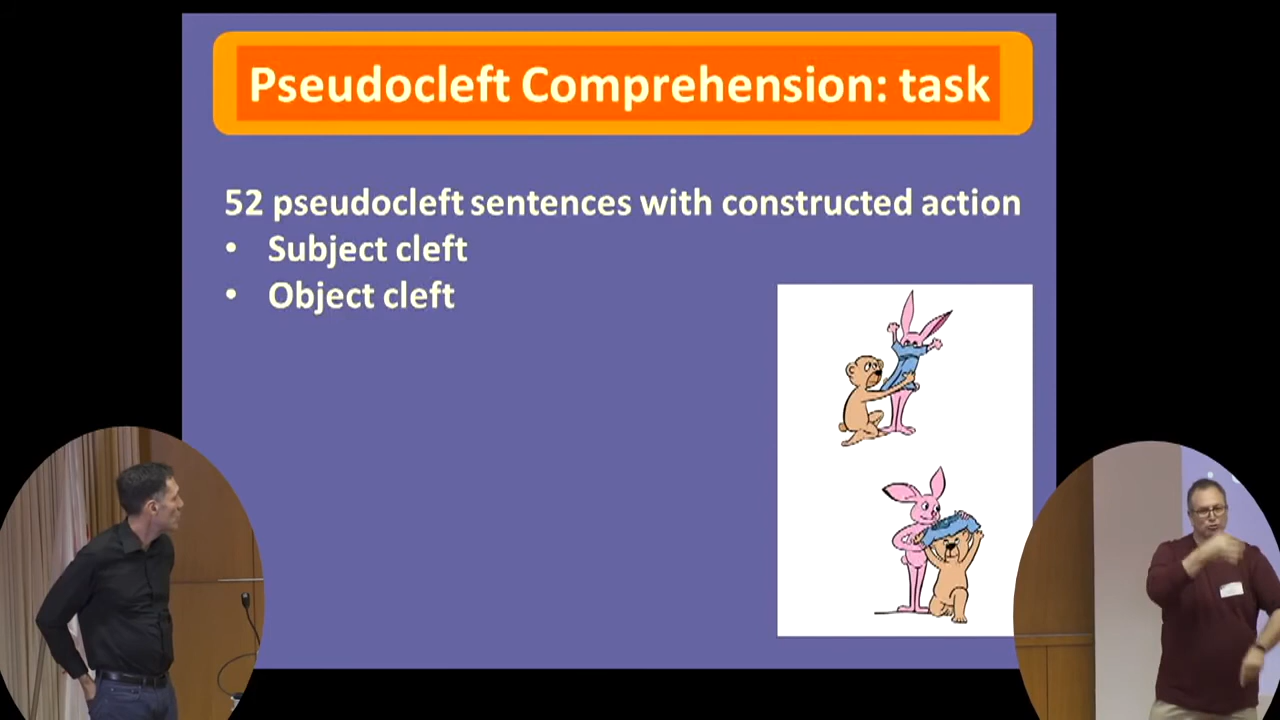 Pseudocleft Comprehension: task
52 pseudocleft sentences with constructed action
• Subject cleft
• Object cleft